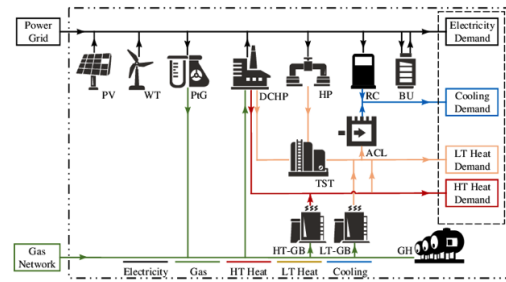 Power
Grid
Electricity
Demand
PV
WT
PtG
DCHP
HP
RC
BU
Cooling
Demand
ACL
LT Heat
Demand
TST
HT Heat
Demand
HT-GB
LT-GB
GH
Gas
Network
Electricity
Gas
HT Heat
LT Heat
Cooling